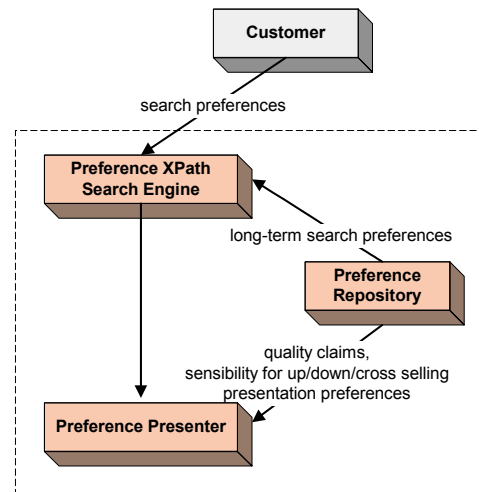 Customer
search preferences
Preference XPath
Search Engine
long-term search preferences
Preference
Repository
quality claims,
sensibility for up/down/cross selling
presentation preferences
Preference Presenter